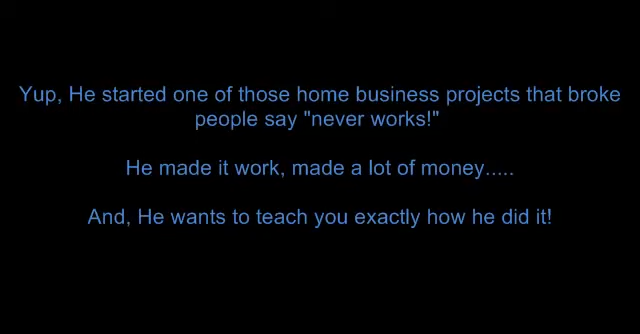 Yup, He started one of those home business projects that broke
people say "never works!"
He made it work, made a lot of money.....
And, He wants to teach you exactly how he did it!